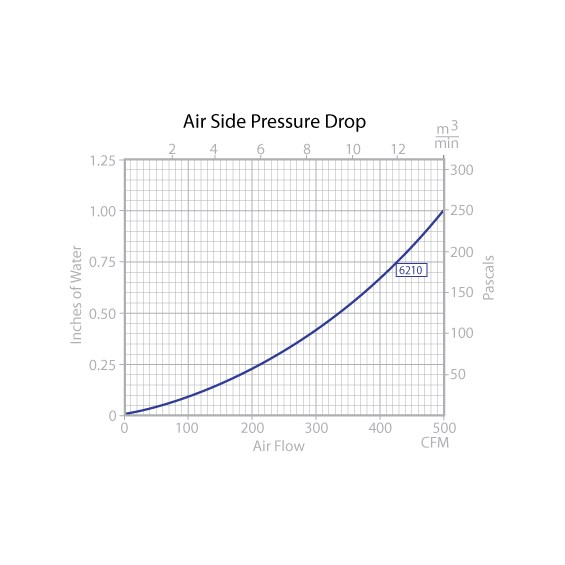 Air Side Pressure Drop
m3
min
2 4 6 8 10 12
1.25
1.00
0.75
0.50
0.25
0
Inches of Water
300
250
200
150
100
50
Pascals
6210
0 100 200 300 400 500
Air Flow
CFM